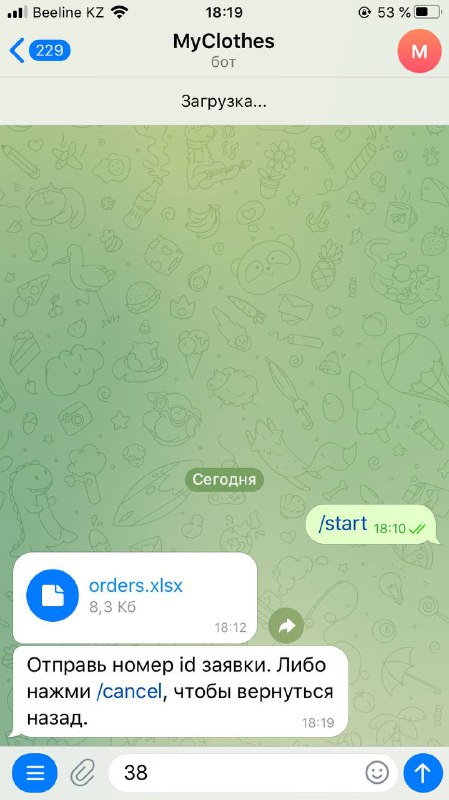 Beeline KZ 18:19 53 %
229 MyClothes M
бот
Загрузка...
Сегодня
/start 18:10
orders.xlsx
8,3 Кб
18:12
Отправь номер id заявки. Либо
нажми /cancel, чтобы вернуться
назад. 18:19
38